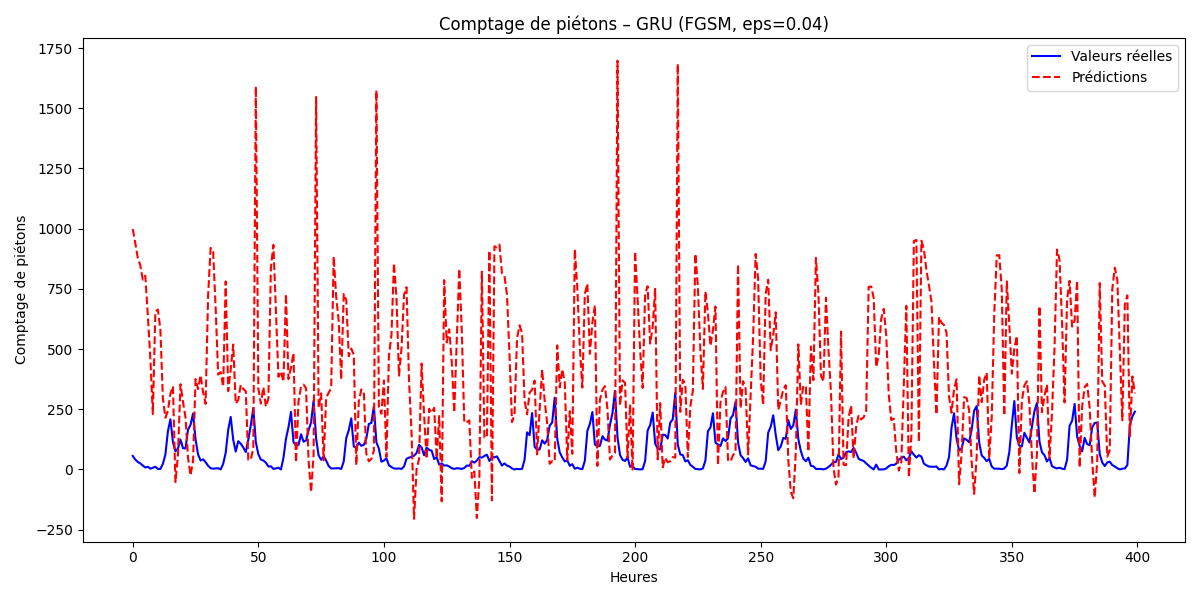 Comptage de piétons – GRU (FGSM, eps=0.04)
Valeurs réelles
Prédictions
Comptage de piétons
1750
1500
1250
1000
750
500
250
0
−250
0 50 100 150 200 250 300 350 400
Heures